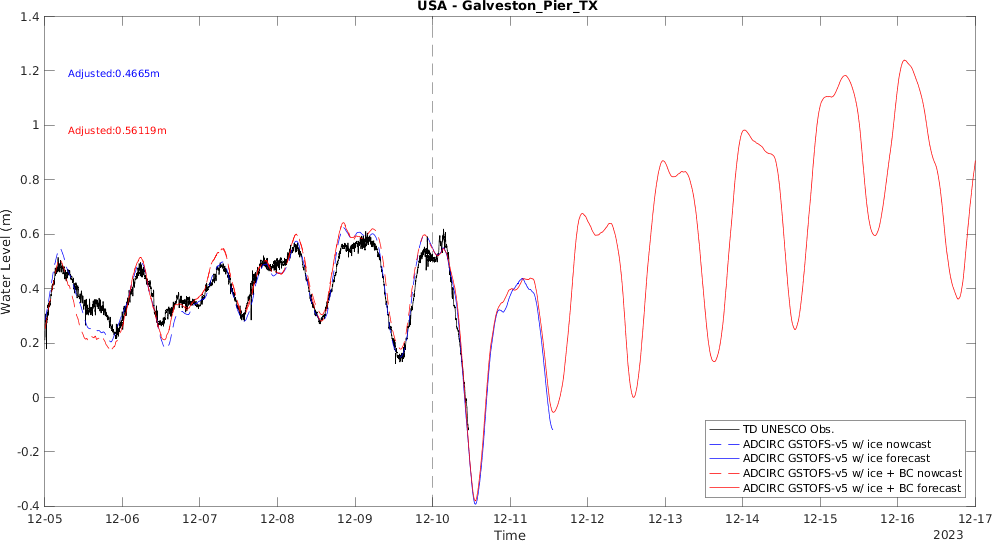 USA - Galveston_Pier_TX
1.4
1.2
1
0.8
0.6
0.4
0.2
0
-0.2
-0.4
Water Level (m)
Adjusted:0.4665m
Adjusted:0.56119m
TD UNESCO Obs.
ADCIRC GSTOFS-v5 w/ ice nowcast
ADCIRC GSTOFS-v5 w/ ice forecast
ADCIRC GSTOFS-v5 w/ ice + BC nowcast
ADCIRC GSTOFS-v5 w/ ice + BC forecast
12-05 12-06 12-07 12-08 12-09 12-10 12-11 12-12 12-13 12-14 12-15 12-16 12-17
Time
2023